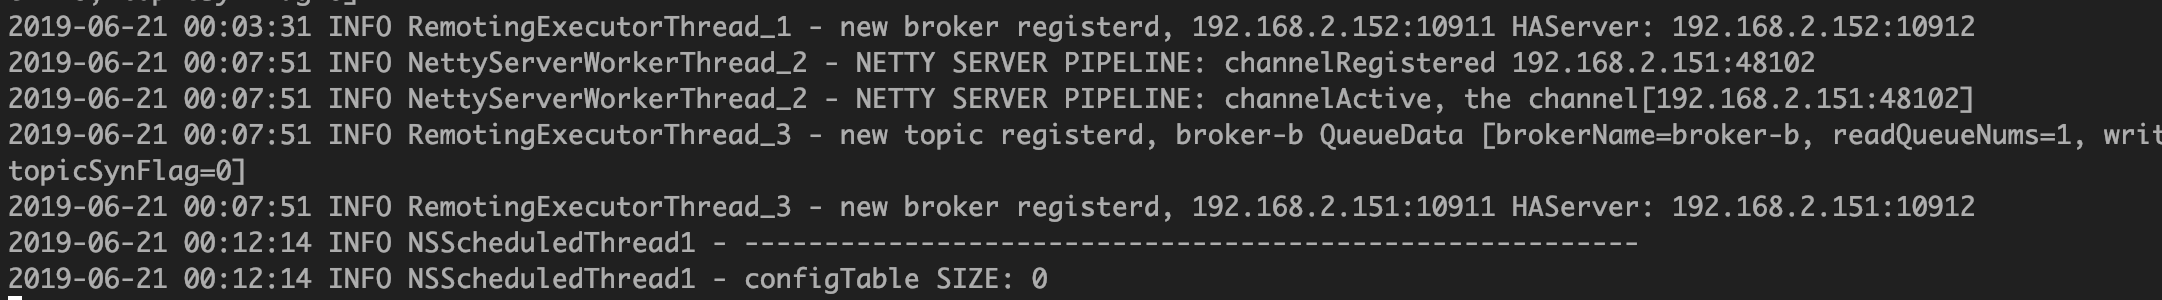 2019-06-21 00:03:31 INFO RemotingExecutorThread_1 - new broker registerd, 192.168.2.152:10911 HAServer: 192.168.2.152:10912
2019-06-21 00:07:51 INFO NettyServerWorkerThread_2 - NETTY SERVER PIPELINE: channelRegistered 192.168.2.151:48102
2019-06-21 00:07:51 INFO NettyServerWorkerThread_2 - NETTY SERVER PIPELINE: channelActive, the channel[192.168.2.151:48102]
2019-06-21 00:07:51 INFO RemotingExecutorThread_3 - new topic registerd, broker-b QueueData [brokerName=broker-b, readQueueNums=1, writ
topicSynFlag=0]
2019-06-21 00:07:51 INFO RemotingExecutorThread_3 - new broker registerd, 192.168.2.151:10911 HAServer: 192.168.2.151:10912
2019-06-21 00:12:14 INFO NSScheduledThread1 - --------------------------------------------------------
2019-06-21 00:12:14 INFO NSScheduledThread1 - configTable SIZE: 0